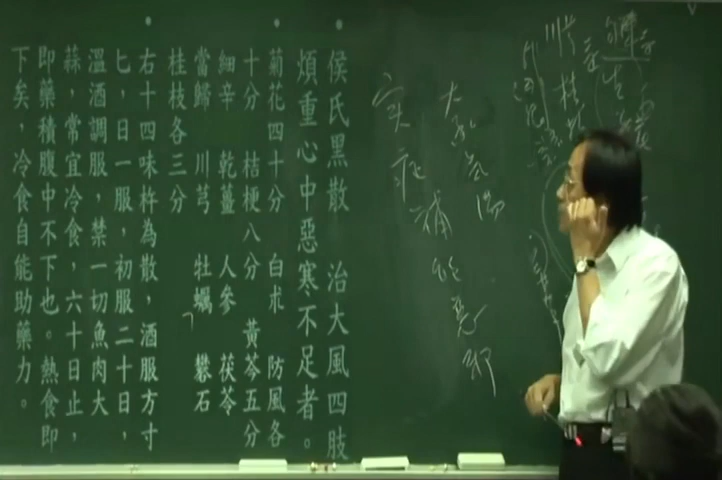 大承氣湯
侯氏黑散　治大風四肢
煩重心中惡寒不足者。
菊花四十分　白朮　防風各
十分　桔梗八分　黃芩五分
細辛　乾薑　人參　茯苓
當歸　川芎　牡蠣　礬石
桂枝各三分
右十四味杵為散，酒服方寸
匕，日一服，初服二十日，
溫酒調服，禁一切魚肉大
蒜，常宜冷食，六十日止，
即藥積腹中不下也。熱食即
下矣，冷食自能助藥力。